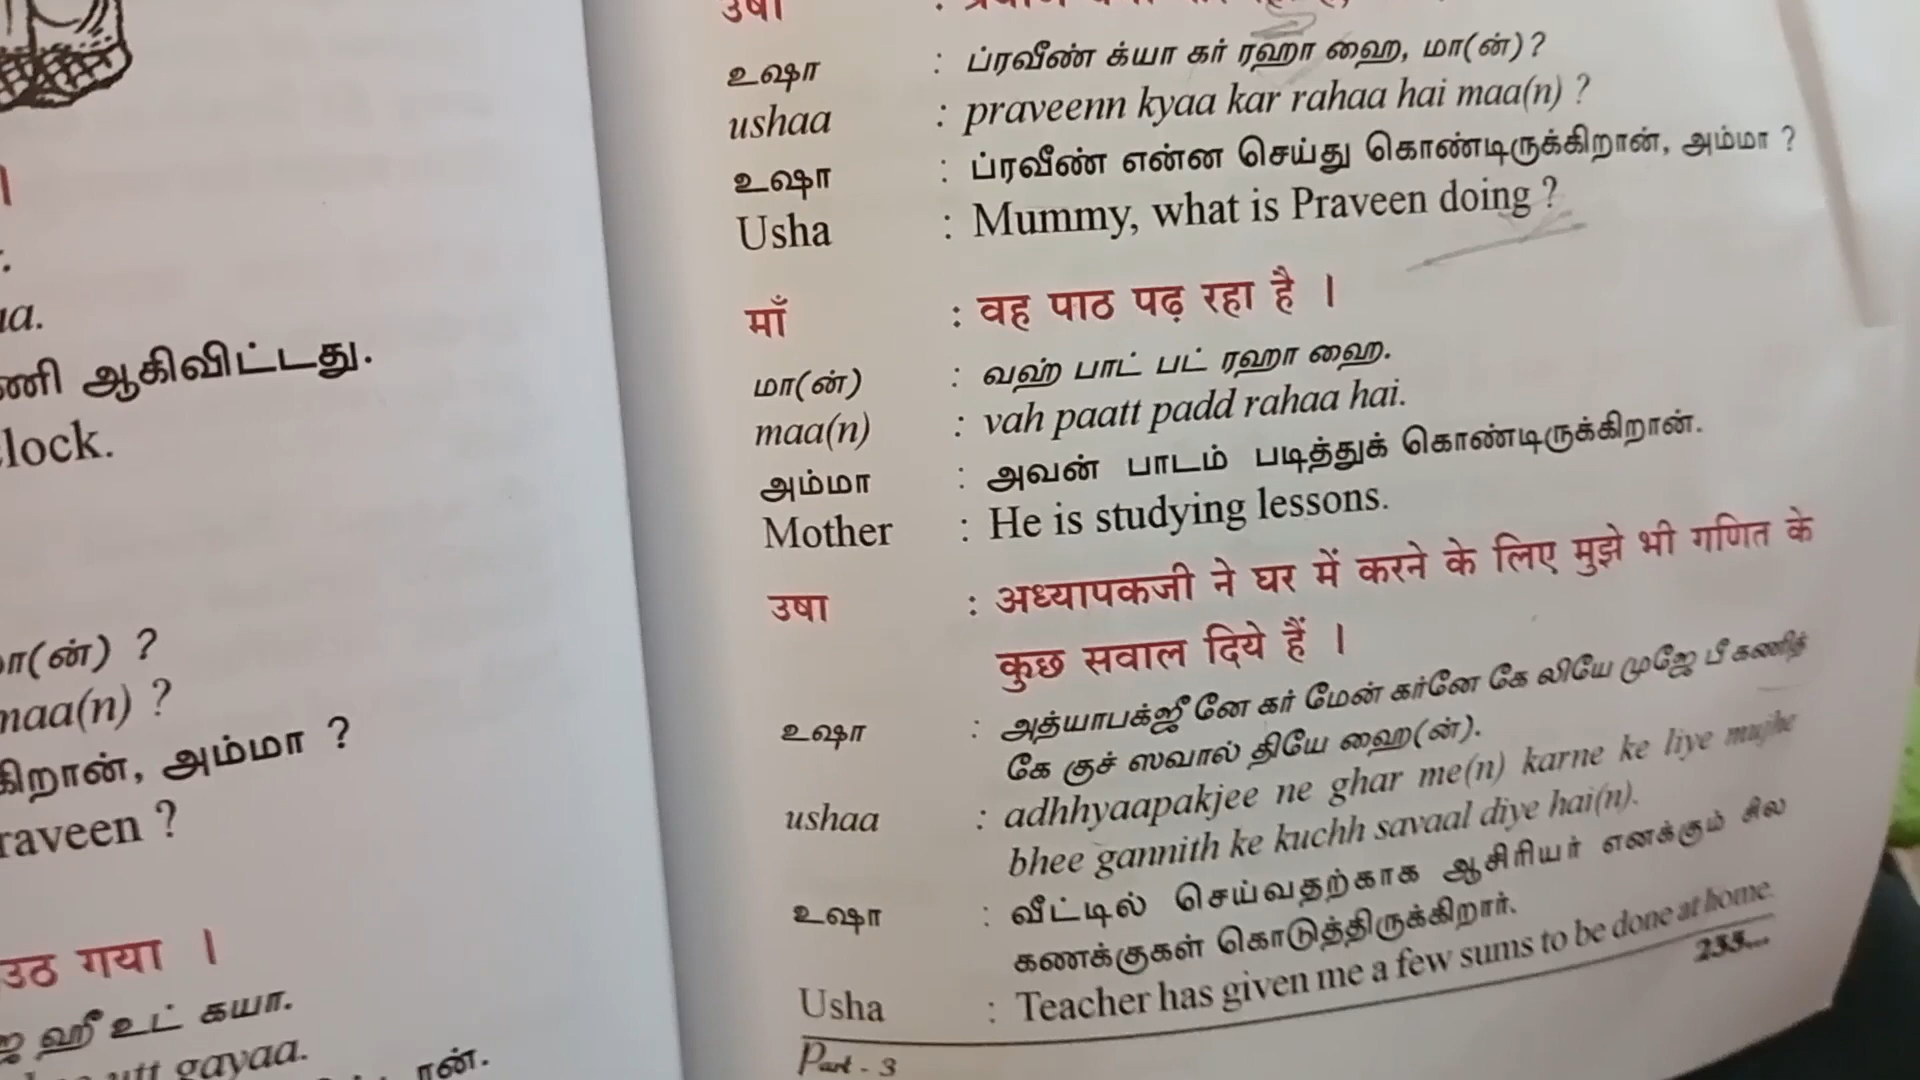 ua.
ணி ஆகிவிட்டது.
lock.
மா(ன்) ?
maa(n) ?
கிறான், அம்மா ?
raveen ?
उठ गया ।
ஹீ உட் கயா.
utt gayaa.
उषा :
உஷா : ப்ரவீண் க்யா கர் ரஹா ஹை, மா(ன்)?
ushaa : praveenn kyaa kar rahaa hai maa(n) ?
உஷா : ப்ரவீண் என்ன செய்து கொண்டிருக்கிறான், அம்மா ?
Usha : Mummy, what is Praveen doing ?
माँ : वह पाठ पढ़ रहा है ।
மா(ன்) : வஹ் பாட் பட் ரஹா ஹை.
maa(n) : vah paatt padd rahaa hai.
அம்மா : அவன் பாடம் படித்துக் கொண்டிருக்கிறான்.
Mother : He is studying lessons.
उषा : अध्यापकजी ने घर में करने के लिए मुझे भी गणित के
कुछ सवाल दिये हैं ।
உஷா : அத்யாபக்ஜீ னே கர் மேன் கர்னே கே லியே முஜே பீ கணித்
கே குச் ஸவால் தியே ஹை(ன்).
ushaa : adhhyaapakjee ne ghar me(n) karne ke liye mujhe
bhee gannith ke kuchh savaal diye hai(n).
உஷா : வீட்டில் செய்வதற்காக ஆசிரியர் எனக்கும் சில
கணக்குகள் கொடுத்திருக்கிறார்.
Usha : Teacher has given me a few sums to be done at home.
Part - 3